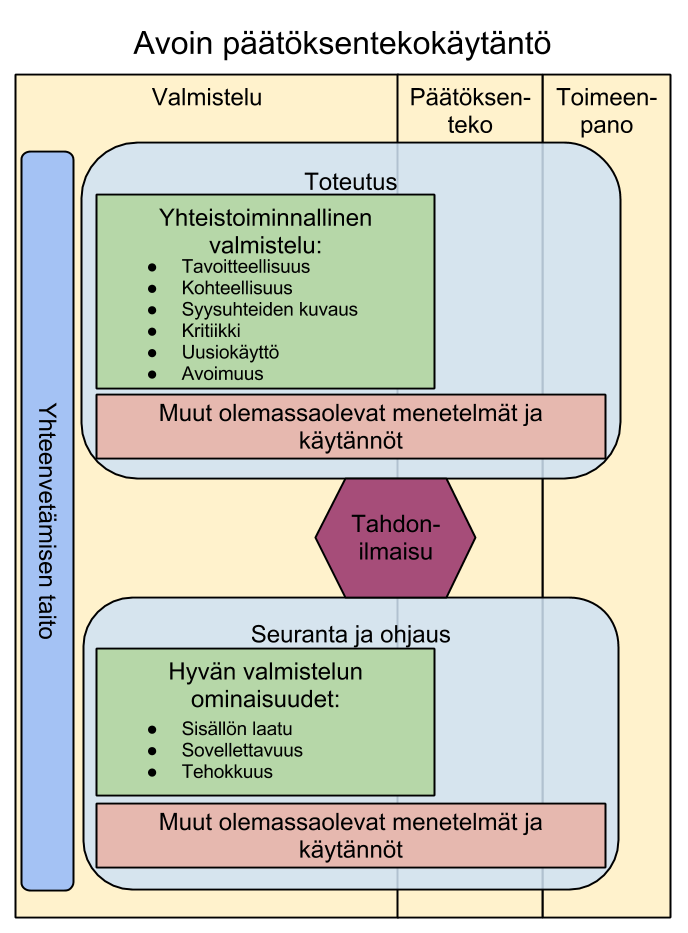 Avoin päätöksentekokäytäntö
Valmistelu
Päätöksen-
teko
Toimeen-
pano
Yhteenvetämisen taito
Toteutus
Yhteistoiminnallinen
valmistelu:
● Tavoitteellisuus
● Kohteellisuus
● Syysuhteiden kuvaus
● Kritiikki
● Uusiokäyttö
● Avoimuus
Muut olemassaolevat menetelmät ja
käytännöt
Tahdon-
ilmaisu
Seuranta ja ohjaus
Hyvän valmistelun
ominaisuudet:
● Sisällön laatu
● Sovellettavuus
● Tehokkuus
Muut olemassaolevat menetelmät ja
käytännöt